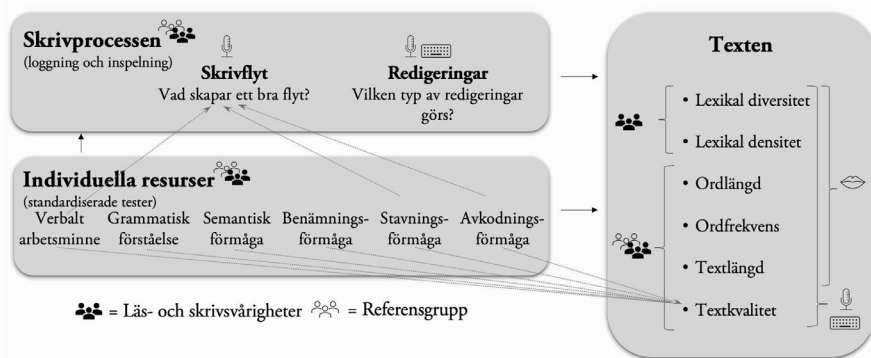 Skrivprocessen
(loggning och inspelning)
Skrivflyt
Vad skapar ett bra flyt?
Redigeringar
Vilken typ av redigeringar
görs?
Individuella resurser
(standardiserade tester)
Verbalt
arbetsminne
Grammatisk
förståelse
Semantisk
förmåga
Benämnings-
förmåga
Stavnings-
förmåga
Avkodnings-
förmåga
= Läs- och skrivsvårigheter
= Referensgrupp
Texten
• Lexikal diversitet
• Lexikal densitet
• Ordlängd
• Ordfrekvens
• Textlängd
• Textkvalitet